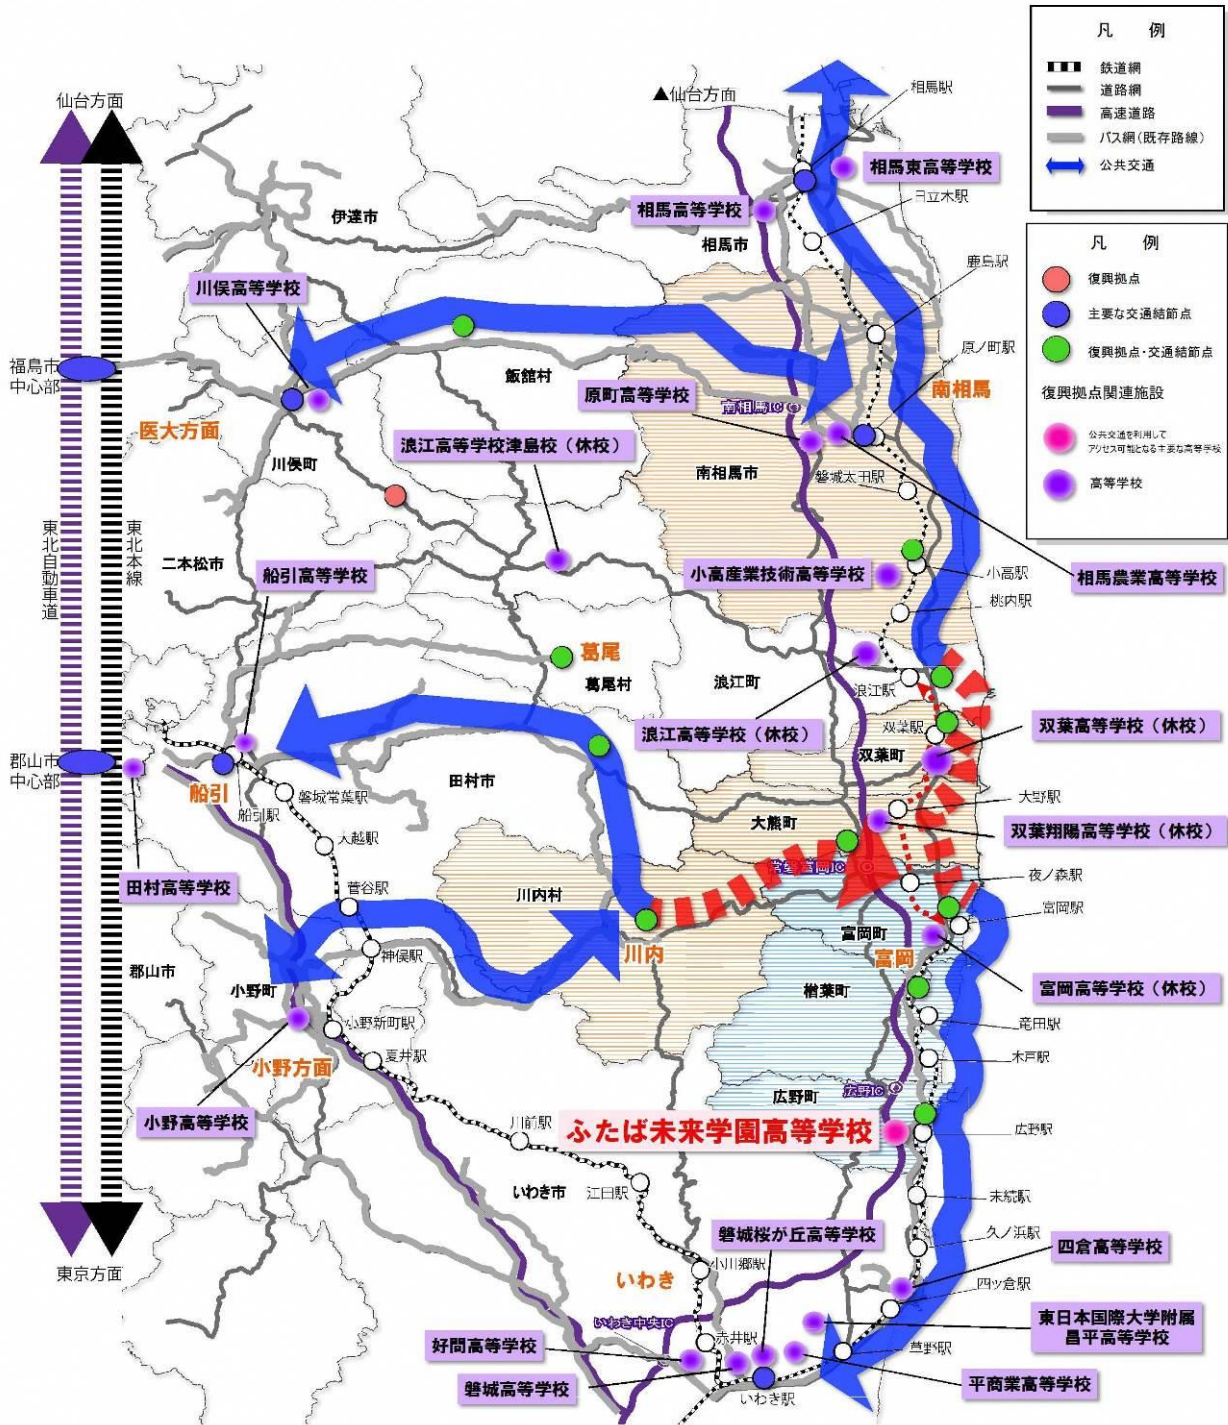 凡　例
鉄道網
道路網
高速道路
バス網(既存路線)
公共交通
凡　例
復興拠点
主要な交通結節点
復興拠点・交通結節点
復興拠点関連施設
公共交通を利用して
アクセス可能となる主要な高等学校
高等学校
仙台方面
▲仙台方面
相馬駅
相馬東高等学校
相馬高等学校
日立木駅
伊達市
相馬市
鹿島駅
川俣高等学校
原ノ町駅
福島市
中心部
飯舘村
原町高等学校
南相馬IC
南相馬
医大方面
浪江高等学校津島校（休校）
川俣町
南相馬市
磐城太田駅
東北自動車道
東北本線
二本松市
船引高等学校
小高産業技術高等学校
小高駅
相馬農業高等学校
桃内駅
葛尾
葛尾村
浪江町
浪江駅
浪江高等学校（休校）
双葉駅
双葉高等学校（休校）
双葉町
郡山市
中心部
船引
船引駅
磐城常葉駅
田村市
大野駅
大熊町
双葉翔陽高等学校（休校）
大越駅
常磐富岡IC
田村高等学校
菅谷駅
川内村
夜ノ森駅
富岡駅
川内
富岡町
富岡
神俣駅
郡山市
小野町
楢葉町
富岡高等学校（休校）
竜田駅
小野新町駅
夏井駅
小野方面
木戸駅
広野IC
広野町
小野高等学校
ふたば未来学園高等学校
広野駅
川前駅
いわき市
江田駅
末続駅
磐城桜が丘高等学校
久ノ浜駅
四倉高等学校
東京方面
いわき
小川郷駅
四ッ倉駅
いわき中央IC
赤井駅
東日本国際大学附属
昌平高等学校
好間高等学校
草野駅
磐城高等学校
いわき駅
平商業高等学校